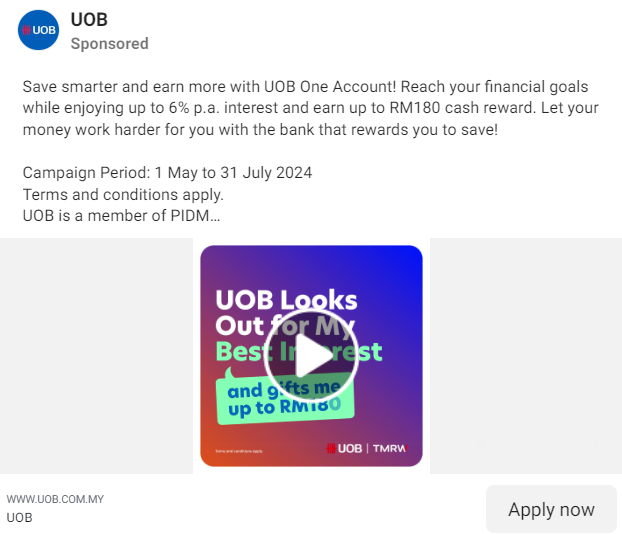 UOB
UOB
Sponsored
Save smarter and earn more with UOB One Account! Reach your financial goals
while enjoying up to 6% p.a. interest and earn up to RM180 cash reward. Let your
money work harder for you with the bank that rewards you to save!
Campaign Period: 1 May to 31 July 2024
Terms and conditions apply.
UOB is a member of PIDM...
UOB Looks
Out for My
Best Interest
and gifts me
up to RM180
Terms and conditions apply.
UOB | TMRW
WWW.UOB.COM.MY
UOB
Apply now